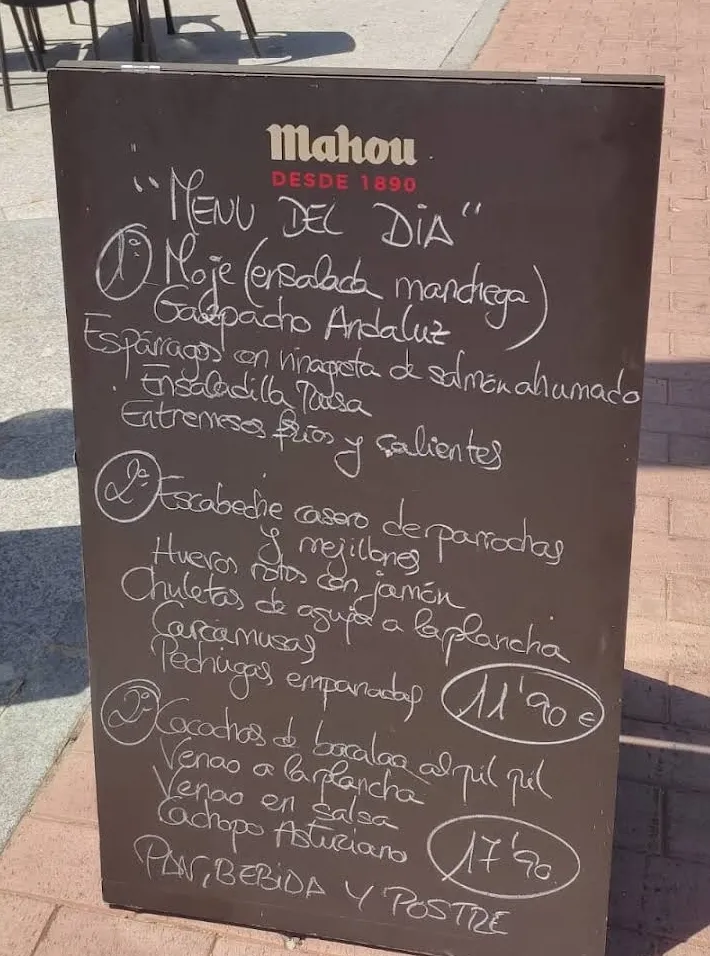 Mahou
DESDE 1890
"MENU DEL DIA"
1º Moje (ensalada manchega)
Gazpacho Andaluz
Espárragos con vinagreta de salmón ahumado
Ensaladilla Rusa
Entremeses fríos y calientes
2º Escabeche casero de parrochas
y mejillones
Huevos rotos con jamón
Chuletas de aguja a la plancha
Carcamusas
Pechugas empanadas 11'90 €
2º Cocochas de bacalao al pil pil
Venao a la plancha
Venao en salsa
Cachopo Asturiano 17'90
PAN, BEBIDA Y POSTRE